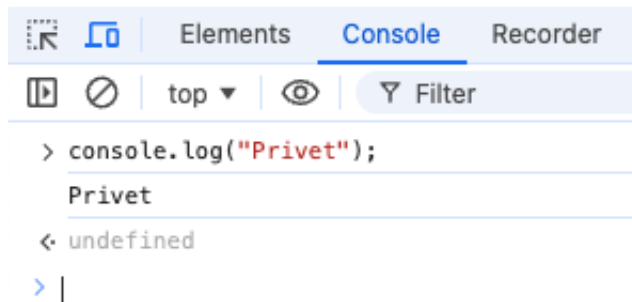 Elements Console Recorder
top Filter
> console.log("Privet");
Privet
undefined
>